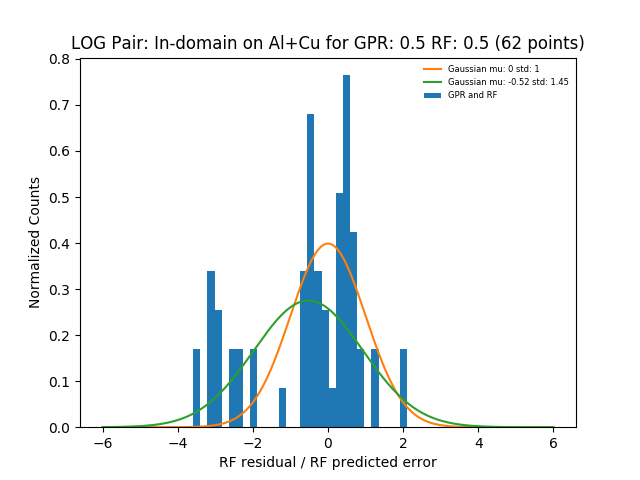 LOG Pair: In-domain on Al+Cu for GPR: 0.5 RF: 0.5 (62 points)
Gaussian mu: 0 std: 1
Gaussian mu: -0.52 std: 1.45
GPR and RF
Normalized Counts
0.8
0.7
0.6
0.5
0.4
0.3
0.2
0.1
0.0
−6 −4 −2 0 2 4 6
RF residual / RF predicted error